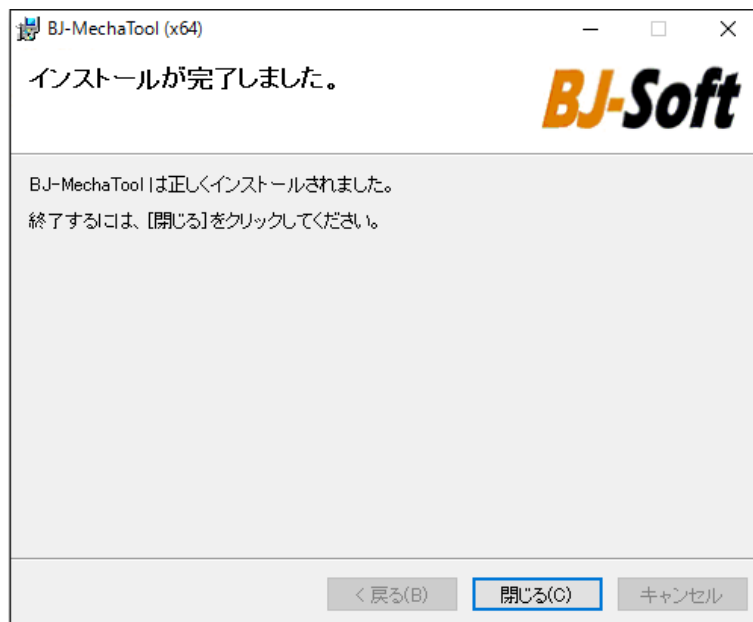 BJ-MechaTool (x64)
インストールが完了しました。
BJ-Soft
BJ-MechaTool は正しくインストールされました。
終了するには、[閉じる]をクリックしてください。
< 戻る(B)
閉じる(C)
キャンセル